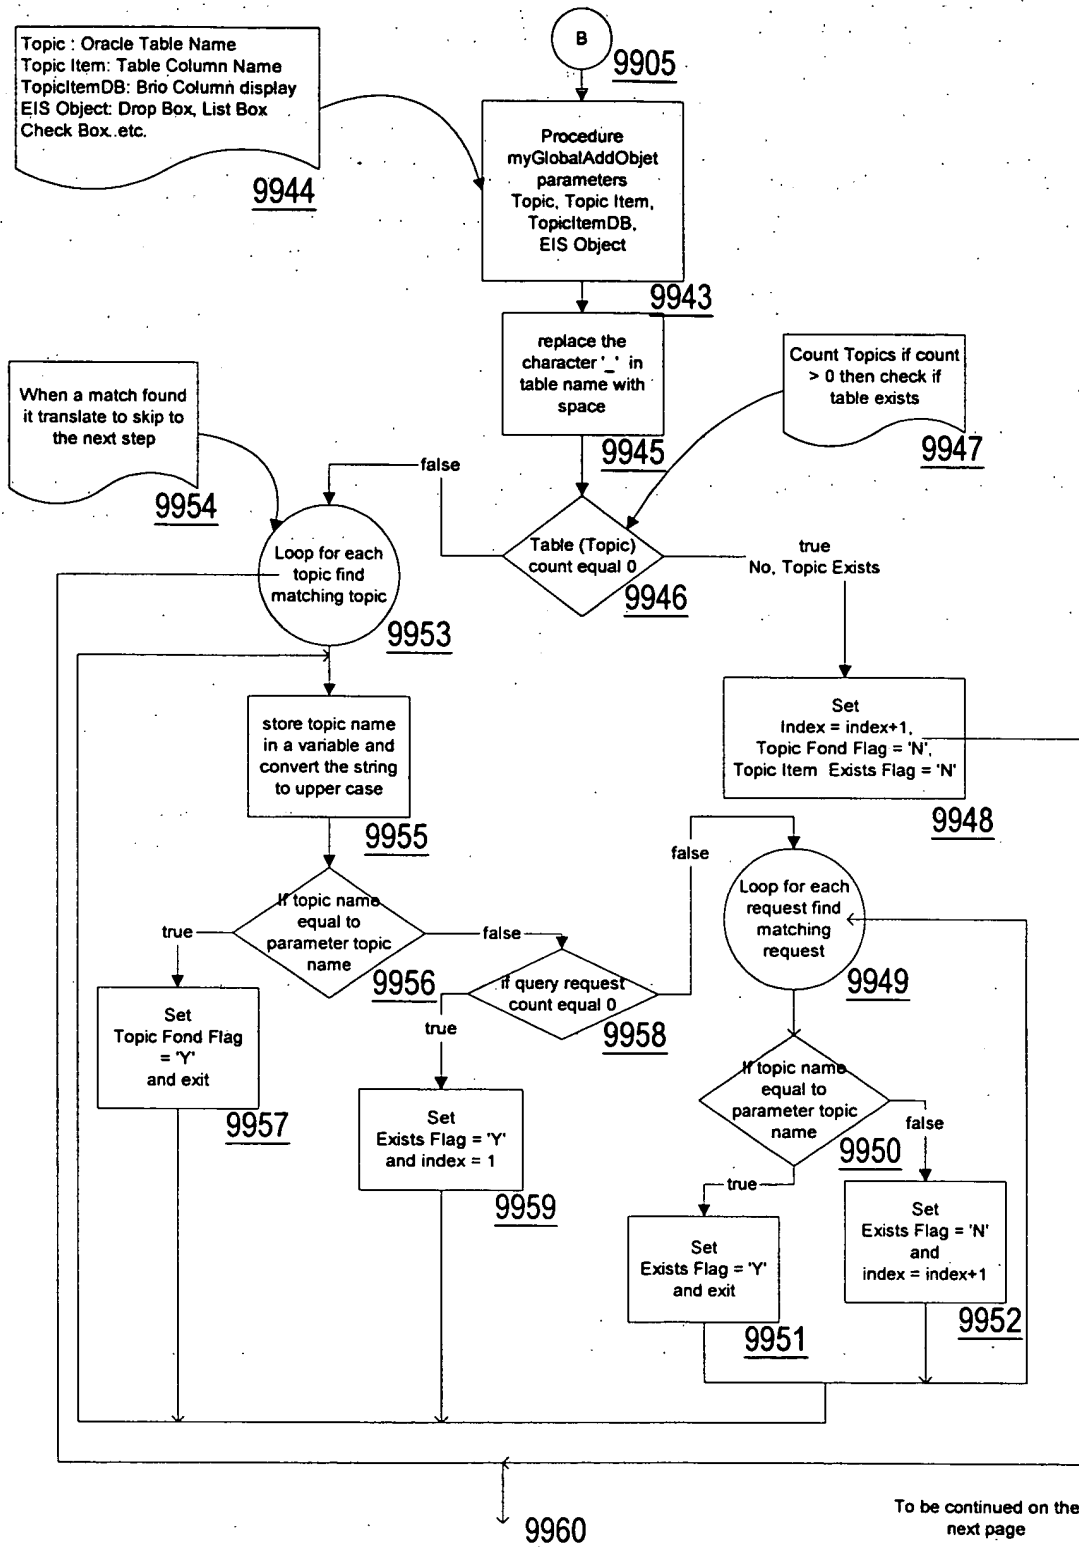 B
9905
Topic : Oracle Table Name
Topic Item: Table Column Name
TopicItemDB: Brio Column display
EIS Object: Drop Box, List Box
Check Box..etc.
9944
Procedure
myGlobalAddObjet
parameters
Topic, Topic Item,
TopicItemDB,
EIS Object
9943
replace the
character '_' in
table name with
space
9945
Count Topics if count
> 0 then check if
table exists
9947
When a match found
it translate to skip to
the next step
9954
false
Table (Topic)
count equal 0
9946
true
No, Topic Exists
Loop for each
topic find
matching topic
9953
Set
Index = index+1,
Topic Fond Flag = 'N',
Topic Item Exists Flag = 'N'
9948
store topic name
in a variable and
convert the string
to upper case
9955
If topic name
equal to
parameter topic
name
9956
true
false
if query request
count equal 0
9958
false
Loop for each
request find
matching
request
9949
Set
Topic Fond Flag
= 'Y'
and exit
9957
true
Set
Exists Flag = 'Y'
and index = 1
9959
If topic name
equal to
parameter topic
name
9950
false
true
Set
Exists Flag = 'Y'
and exit
9951
Set
Exists Flag = 'N'
and
index = index+1
9952
9960
To be continued on the
next page